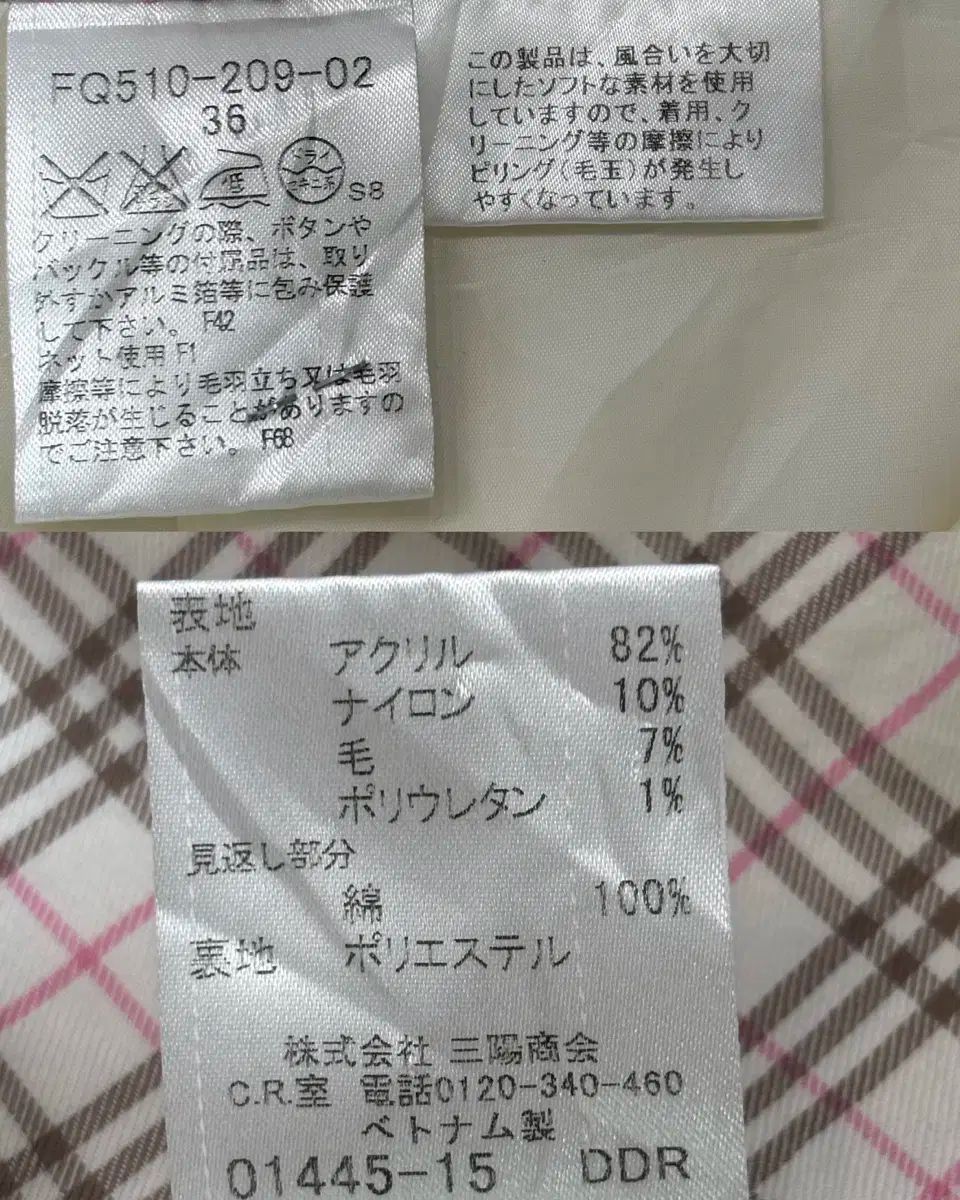 FQ510-209-02
36
低
ドライ
セキユ系
S8
クリーニングの際、ボタンや
バックル等の付属品は、取り
外すかアルミ箔等に包み保護
して下さい。 F42
ネット使用 F1
摩擦等により毛羽立ち又は毛羽
脱落が生じることがありますの
でご注意下さい。 F68
この製品は、風合いを大切
にしたソフトな素材を使用
していますので、着用、ク
リーニング等の摩擦により
ピリング(毛玉)が発生し
やすくなっています。
表地
本体 アクリル 82%
ナイロン 10%
毛 7%
ポリウレタン 1%
見返し部分
綿 100%
裏地 ポリエステル
株式会社 三陽商会
C.R.室 電話0120-340-460
ベトナム製
01445-15 DDR